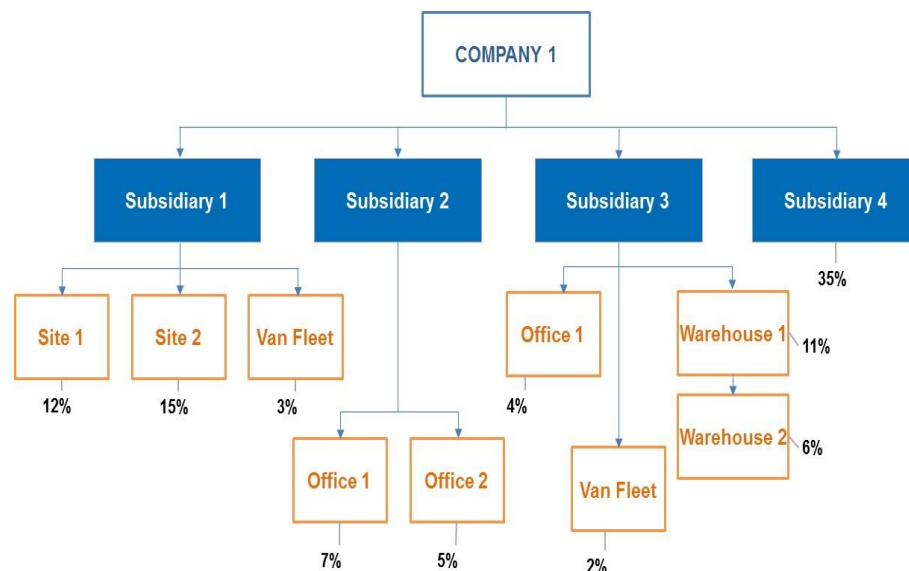 COMPANY 1
Subsidiary 1
Subsidiary 2
Subsidiary 3
Subsidiary 4
35%
Site 1
Site 2
Van Fleet
Office 1
Warehouse 1
11%
12%
15%
3%
4%
Warehouse 2
6%
Office 1
Office 2
Van Fleet
7%
5%
2%